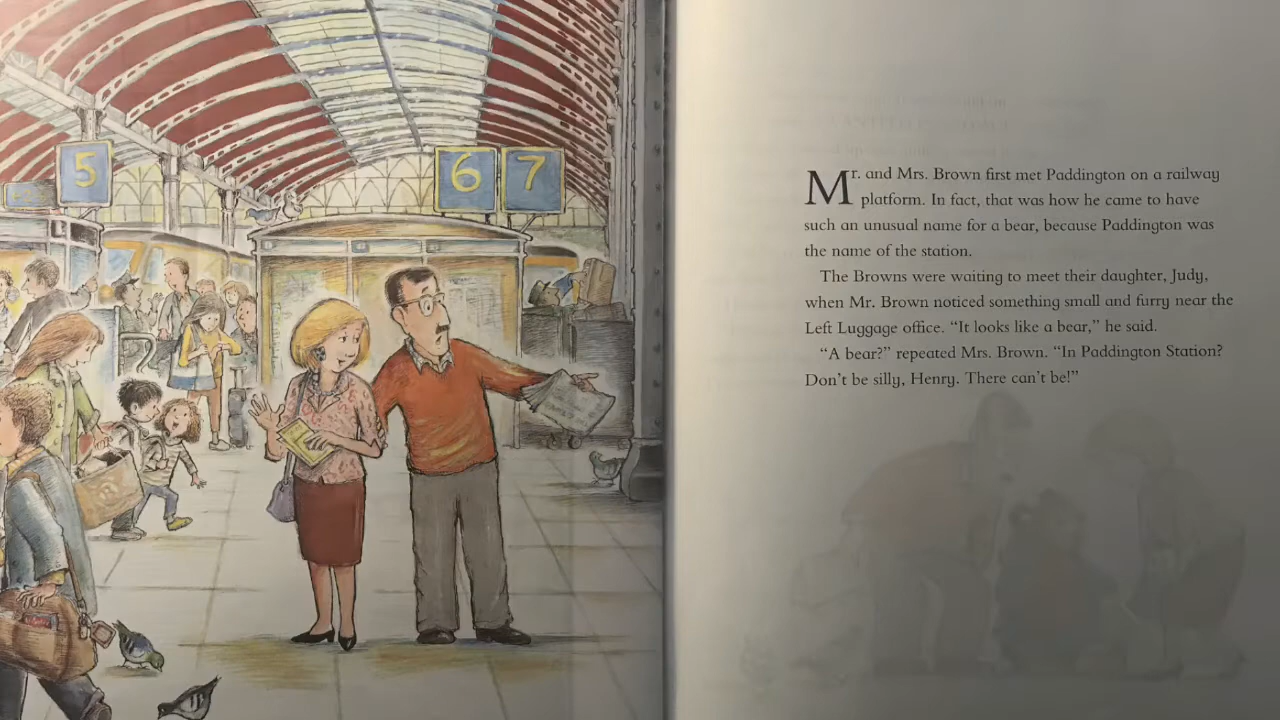 5
6 7
Mr. and Mrs. Brown first met Paddington on a railway
platform. In fact, that was how he came to have
such an unusual name for a bear, because Paddington was
the name of the station.
The Browns were waiting to meet their daughter, Judy,
when Mr. Brown noticed something small and furry near the
Left Luggage office. “It looks like a bear,” he said.
“A bear?” repeated Mrs. Brown. “In Paddington Station?
Don’t be silly, Henry. There can’t be!”